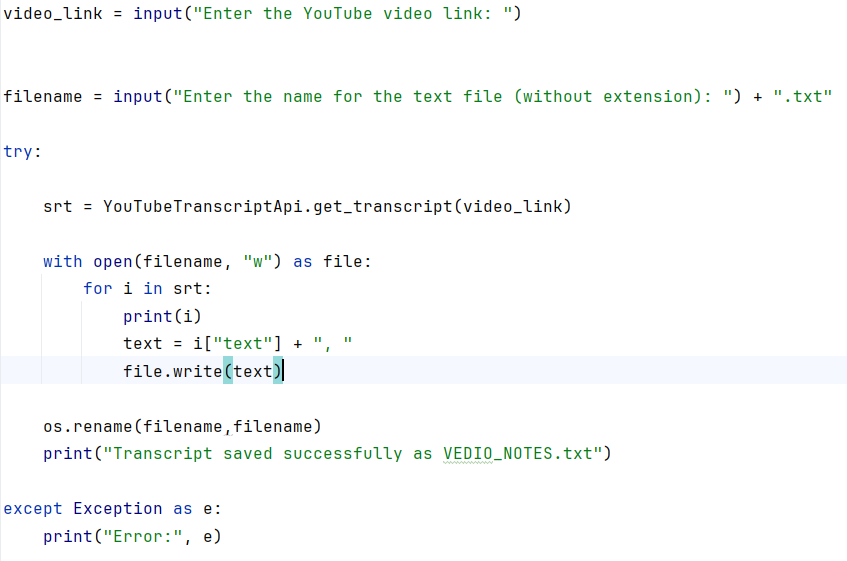 video_link = input("Enter the YouTube video link: ")
filename = input("Enter the name for the text file (without extension): ") + ".txt"
try:
    srt = YouTubeTranscriptApi.get_transcript(video_link)
    with open(filename, "w") as file:
        for i in srt:
            print(i)
            text = i["text"] + ", "
            file.write(text)
    os.rename(filename,filename)
    print("Transcript saved successfully as VEDIO_NOTES.txt")
except Exception as e:
    print("Error:", e)